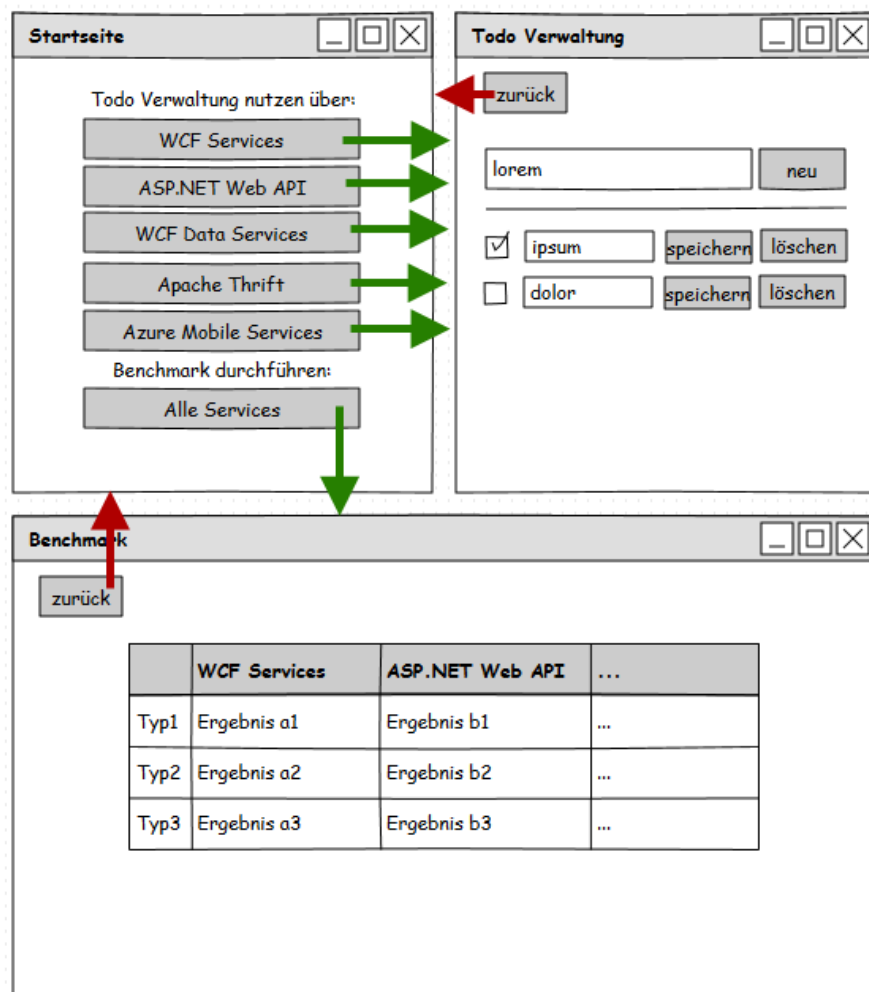 Startseite
Todo Verwaltung nutzen über:
WCF Services
ASP.NET Web API
WCF Data Services
Apache Thrift
Azure Mobile Services
Benchmark durchführen:
Alle Services
Todo Verwaltung
zurück
lorem neu
ipsum speichern löschen
dolor speichern löschen
Benchmark
zurück
WCF Services ASP.NET Web API ...
Typ1 Ergebnis a1 Ergebnis b1 ...
Typ2 Ergebnis a2 Ergebnis b2 ...
Typ3 Ergebnis a3 Ergebnis b3 ...